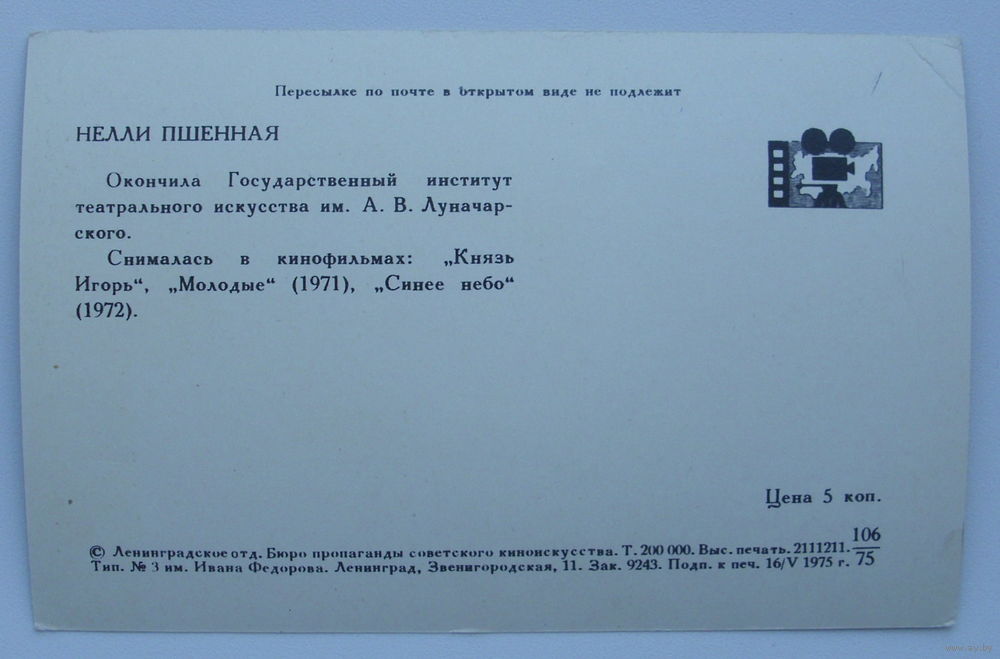 Пересылке по почте в открытом виде не подлежит
НЕЛЛИ ПШЕННАЯ
Окончила Государственный институт
театрального искусства им. А. В. Луначар-
ского.
Снималась в кинофильмах: „Князь
Игорь“, „Молодые“ (1971), „Синее небо“
(1972).
Цена 5 коп.
© Ленинградское отд. Бюро пропаганды советского киноискусства. Т. 200 000. Выс. печать. 2111211. 106/75
Тип. № 3 им. Ивана Федорова. Ленинград, Звенигородская, 11. Зак. 9243. Подп. к печ. 16/V 1975 г.
www.ay.by